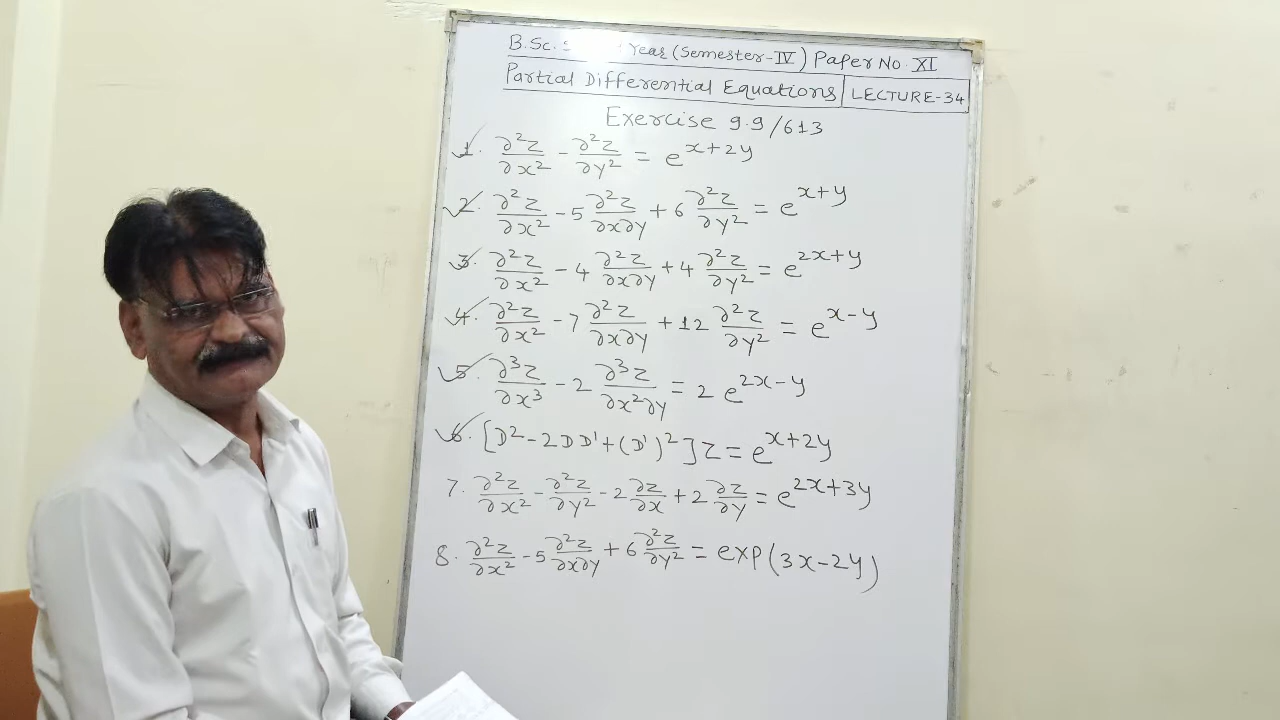 B.Sc. Year (Semester-IV) Paper No. XI
Partial Differential Equations LECTURE-34
Exercise 9.9/613
1. ∂²z/∂x² - ∂²z/∂y² = e^(x+2y)
2. ∂²z/∂x² - 5 ∂²z/∂x∂y + 6 ∂²z/∂y² = e^(x+y)
3. ∂²z/∂x² - 4 ∂²z/∂x∂y + 4 ∂²z/∂y² = e^(2x+y)
4. ∂²z/∂x² - 7 ∂²z/∂x∂y + 12 ∂²z/∂y² = e^(x-y)
5. ∂³z/∂x³ - 2 ∂³z/∂x²∂y = 2 e^(2x-y)
6. [D² - 2DD' + (D')²] z = e^(x+2y)
7. ∂²z/∂x² - ∂²z/∂y² - 2 ∂z/∂x + 2 ∂z/∂y = e^(2x+3y)
8. ∂²z/∂x² - 5 ∂²z/∂x∂y + 6 ∂²z/∂y² = exp(3x-2y)